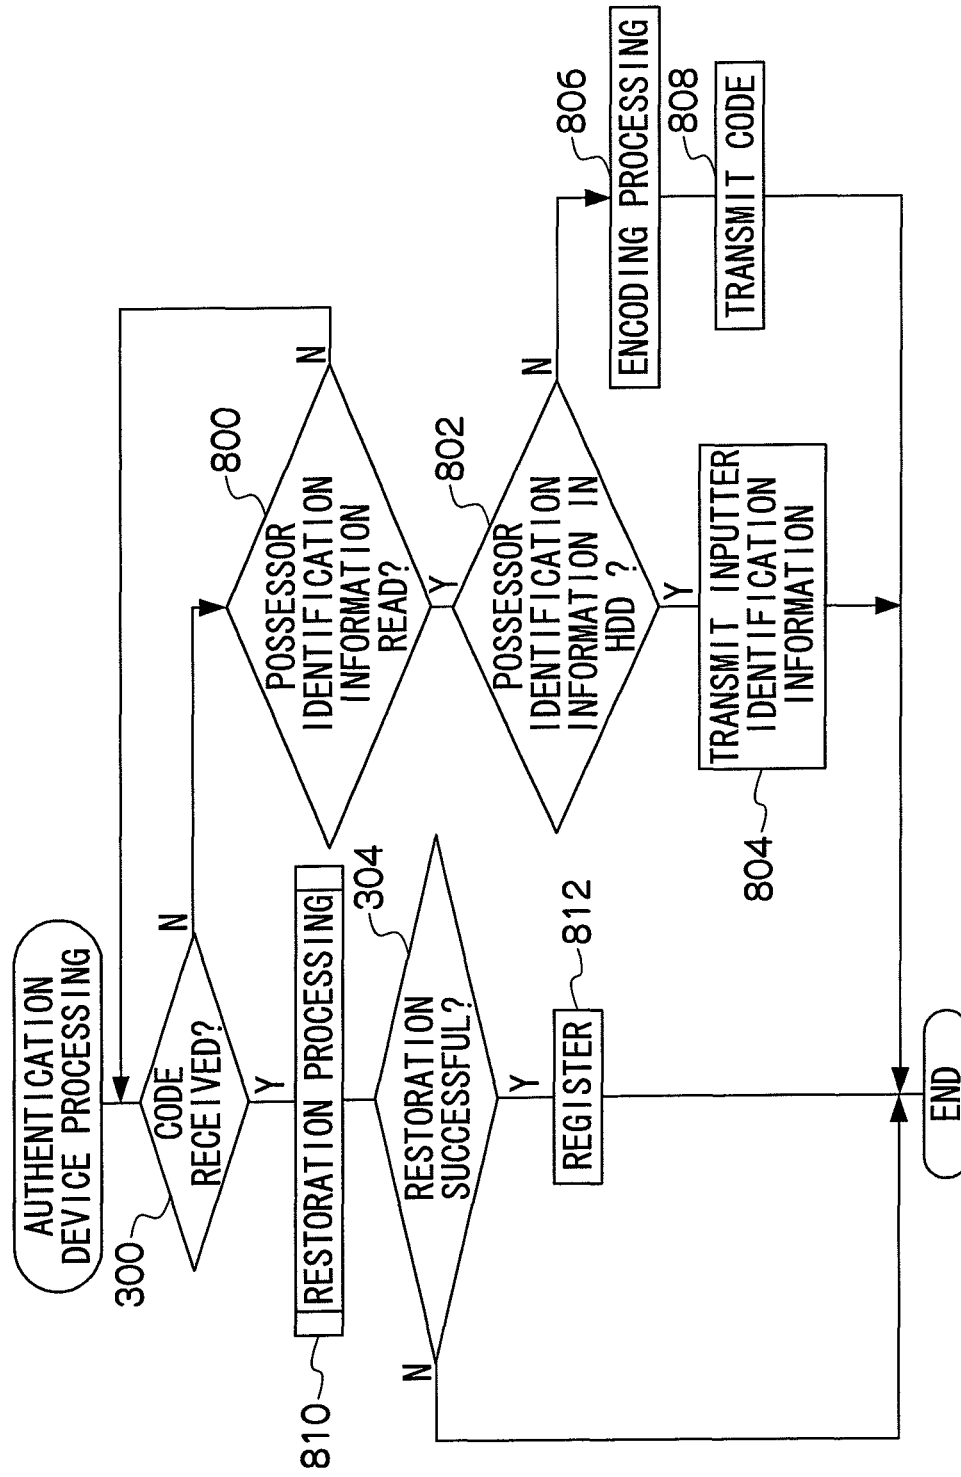 AUTHENTICATION
DEVICE PROCESSING
300
CODE
RECEIVED?
N
Y
810
RESTORATION PROCESSING
304
RESTORATION
SUCCESSFUL?
N
Y
812
REGISTER
800
POSSESSOR
IDENTIFICATION
INFORMATION
READ?
N
Y
802
POSSESSOR
IDENTIFICATION
INFORMATION IN
HDD ?
N
Y
804
TRANSMIT INPUTTER
IDENTIFICATION
INFORMATION
806
ENCODING PROCESSING
808
TRANSMIT CODE
END